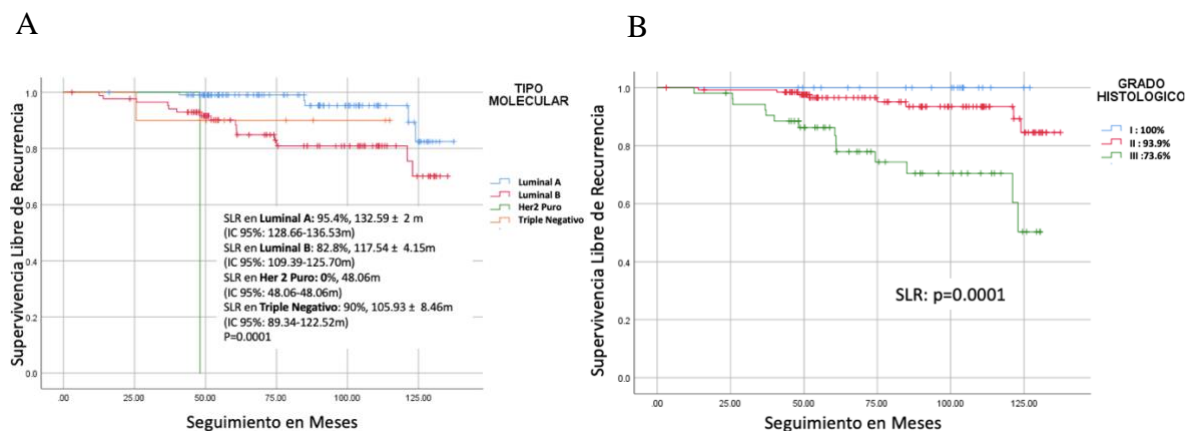 A
Supervivencia Libre de Recurrencia
1.0
0.8
0.6
0.4
0.2
0.0
.00 25.00 50.00 75.00 100.00 125.00
Seguimiento en Meses
TIPO
MOLECULAR
Luminal A
Luminal B
Her2 Puro
Triple Negativo
SLR en Luminal A: 95.4%, 132.59 ± 2 m
(IC 95%: 128.66-136.53m)
SLR en Luminal B: 82.8%, 117.54 ± 4.15m
(IC 95%: 109.39-125.70m)
SLR en Her 2 Puro: 0%, 48.06m
(IC 95%: 48.06-48.06m)
SLR en Triple Negativo: 90%, 105.93 ± 8.46m
(IC 95%: 89.34-122.52m)
P=0.0001
B
Supervivencia Libre de Recurrencia
1.0
0.8
0.6
0.4
0.2
0.0
.00 25.00 50.00 75.00 100.00 125.00
Seguimiento en Meses
GRADO
HISTOLOGICO
I : 100%
II : 93.9%
III :73.6%
SLR: p=0.0001